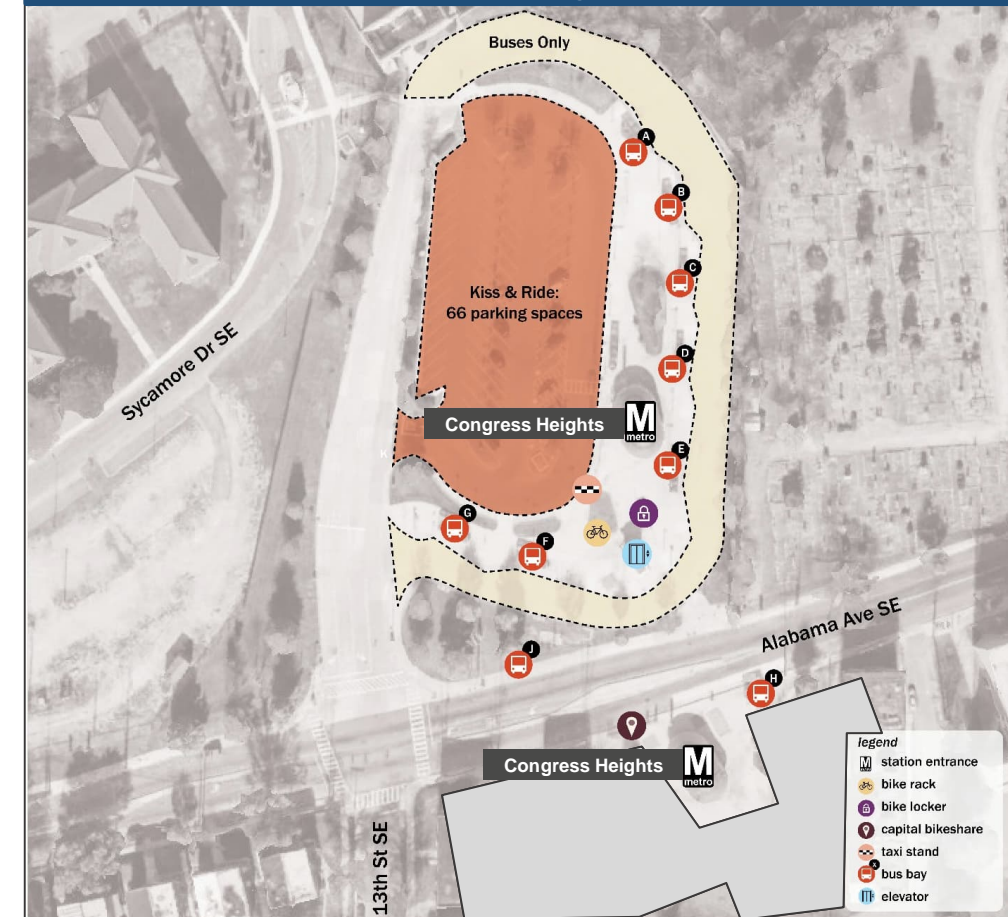 Buses Only
A
B
C
Kiss & Ride:
66 parking spaces
Sycamore Dr SE
D
Congress Heights
M
metro
E
K
G
F
Alabama Ave SE
J
H
Congress Heights
M
metro
13th St SE
legend
M station entrance
bike rack
bike locker
capital bikeshare
taxi stand
x
bus bay
elevator